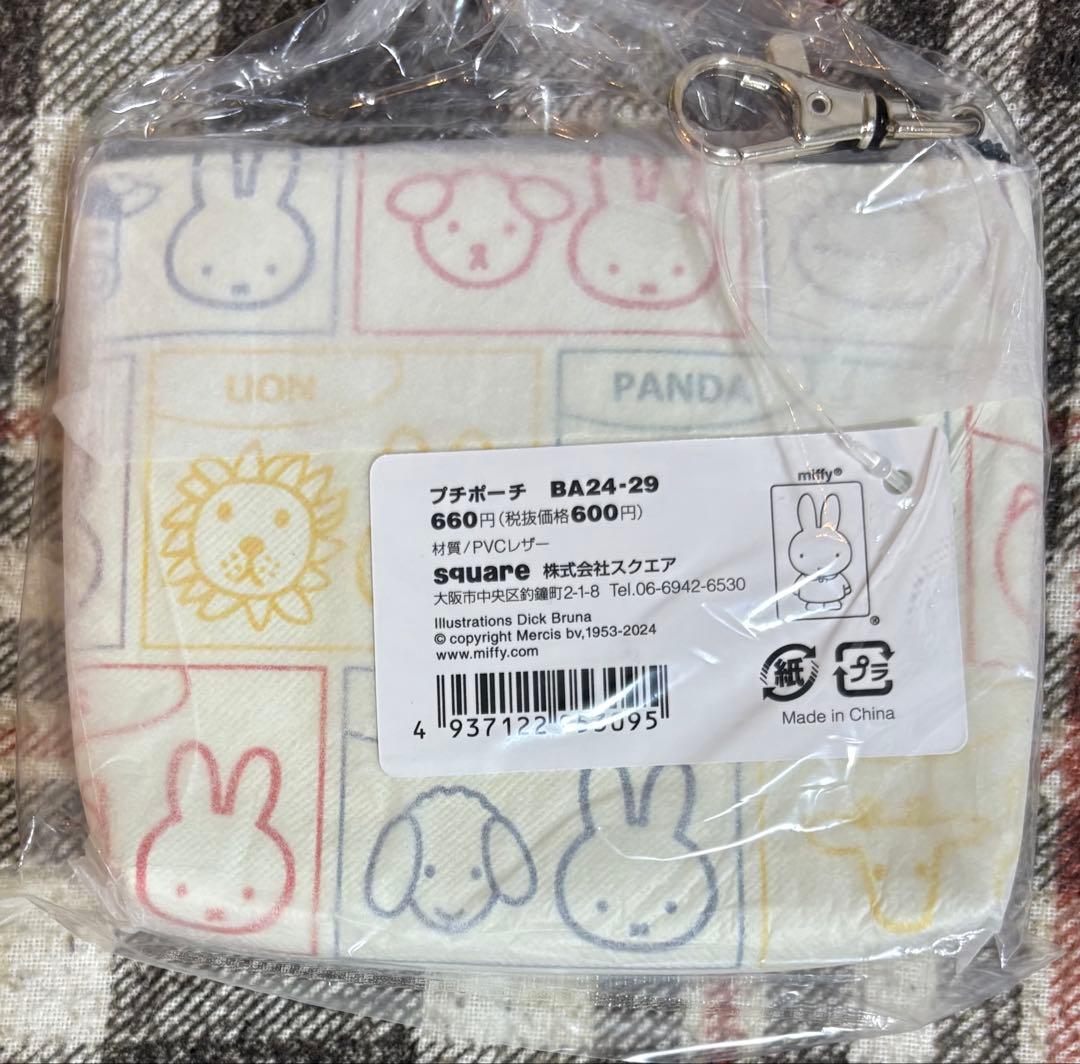 LION
PANDA
プチポーチ BA24-29
660円(税抜価格600円)
材質/PVCレザー
square 株式会社スクエア
大阪市中央区釣鐘町2-1-8 Tel.06-6942-6530
Illustrations Dick Bruna
© copyright Mercis bv,1953-2024
www.miffy.com
4 937122
miffy®
®
紙
プラ
Made in China